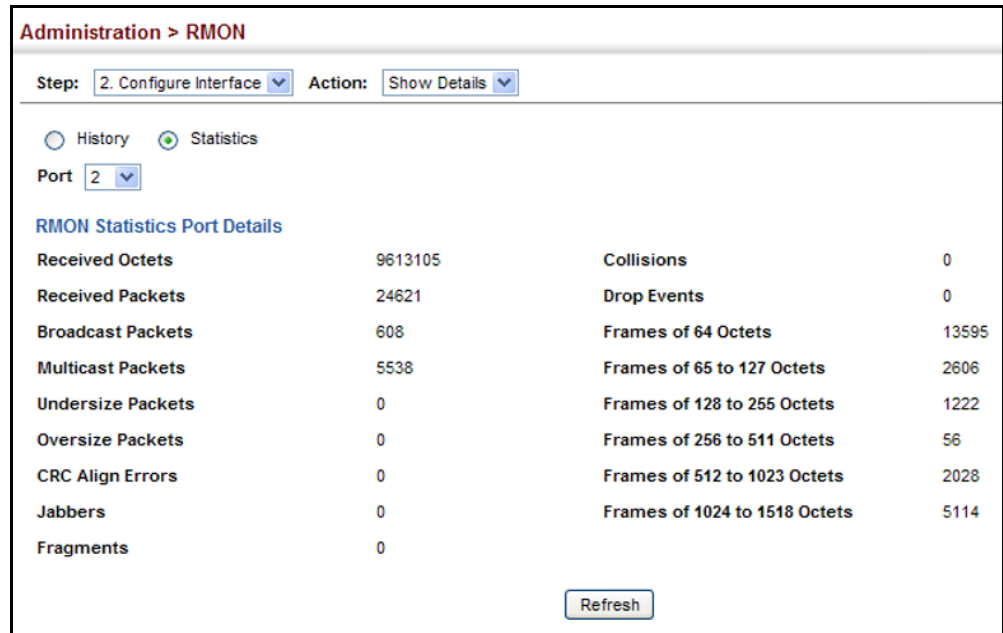 Administration > RMON
Step: 2. Configure Interface Action: Show Details
History Statistics
Port 2
RMON Statistics Port Details
Received Octets 9613105 Collisions 0
Received Packets 24621 Drop Events 0
Broadcast Packets 608 Frames of 64 Octets 13595
Multicast Packets 5538 Frames of 65 to 127 Octets 2606
Undersize Packets 0 Frames of 128 to 255 Octets 1222
Oversize Packets 0 Frames of 256 to 511 Octets 56
CRC Align Errors 0 Frames of 512 to 1023 Octets 2028
Jabbers 0 Frames of 1024 to 1518 Octets 5114
Fragments 0
Refresh